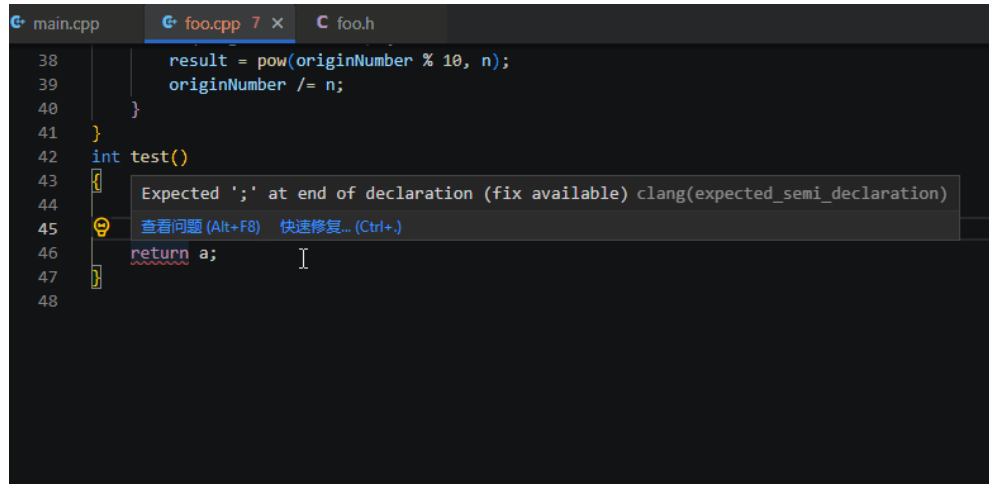 main.cpp foo.cpp 7 × C foo.h
38 result = pow(originNumber % 10, n);
39 originNumber /= n;
40 }
41 }
42 int test()
43 {
Expected ';' at end of declaration (fix available) clang(expected_semi_declaration)
44
45 查看问题 (Alt+F8) 快速修复... (Ctrl+.)
46 return a;
47 }
48